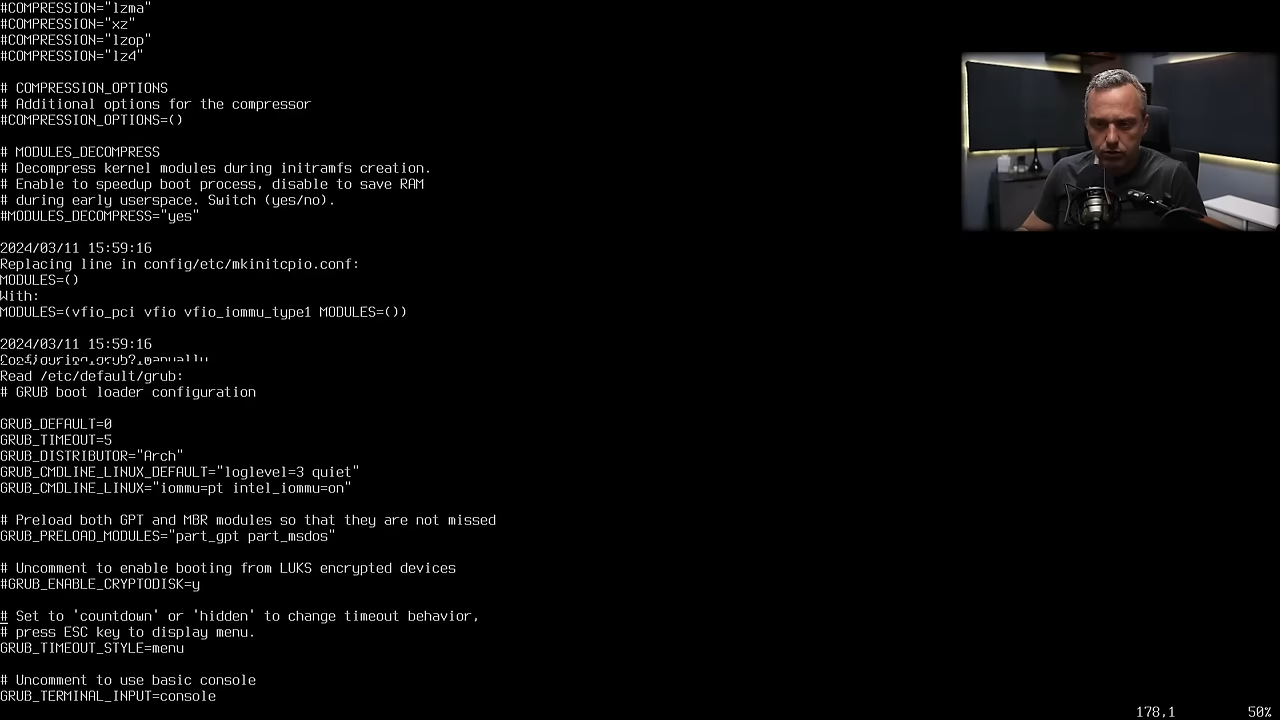 #COMPRESSION="lzma"
#COMPRESSION="xz"
#COMPRESSION="lzop"
#COMPRESSION="lz4"
# COMPRESSION_OPTIONS
# Additional options for the compressor
#COMPRESSION_OPTIONS=()
# MODULES_DECOMPRESS
# Decompress kernel modules during initramfs creation.
# Enable to speedup boot process, disable to save RAM
# during early userspace. Switch (yes/no).
#MODULES_DECOMPRESS="yes"
2024/03/11 15:59:16
Replacing line in config/etc/mkinitcpio.conf:
MODULES=()
With:
MODULES=(vfio_pci vfio vfio_iommu_type1 MODULES=())
2024/03/11 15:59:16
Configuring grub?manually
Read /etc/default/grub:
# GRUB boot loader configuration
GRUB_DEFAULT=0
GRUB_TIMEOUT=5
GRUB_DISTRIBUTOR="Arch"
GRUB_CMDLINE_LINUX_DEFAULT="loglevel=3 quiet"
GRUB_CMDLINE_LINUX="iommu=pt intel_iommu=on"
# Preload both GPT and MBR modules so that they are not missed
GRUB_PRELOAD_MODULES="part_gpt part_msdos"
# Uncomment to enable booting from LUKS encrypted devices
#GRUB_ENABLE_CRYPTODISK=y
# Set to 'countdown' or 'hidden' to change timeout behavior,
# press ESC key to display menu.
GRUB_TIMEOUT_STYLE=menu
# Uncomment to use basic console
GRUB_TERMINAL_INPUT=console
178,1 50%